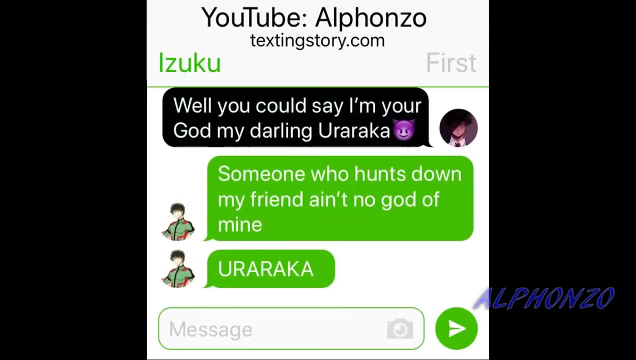 YouTube: Alphonzo
textingstory.com
Izuku
First
Well you could say I’m your
God my darling Uraraka😈
Someone who hunts down
my friend ain’t no god of
mine
URARAKA
ALPHONZO
Message